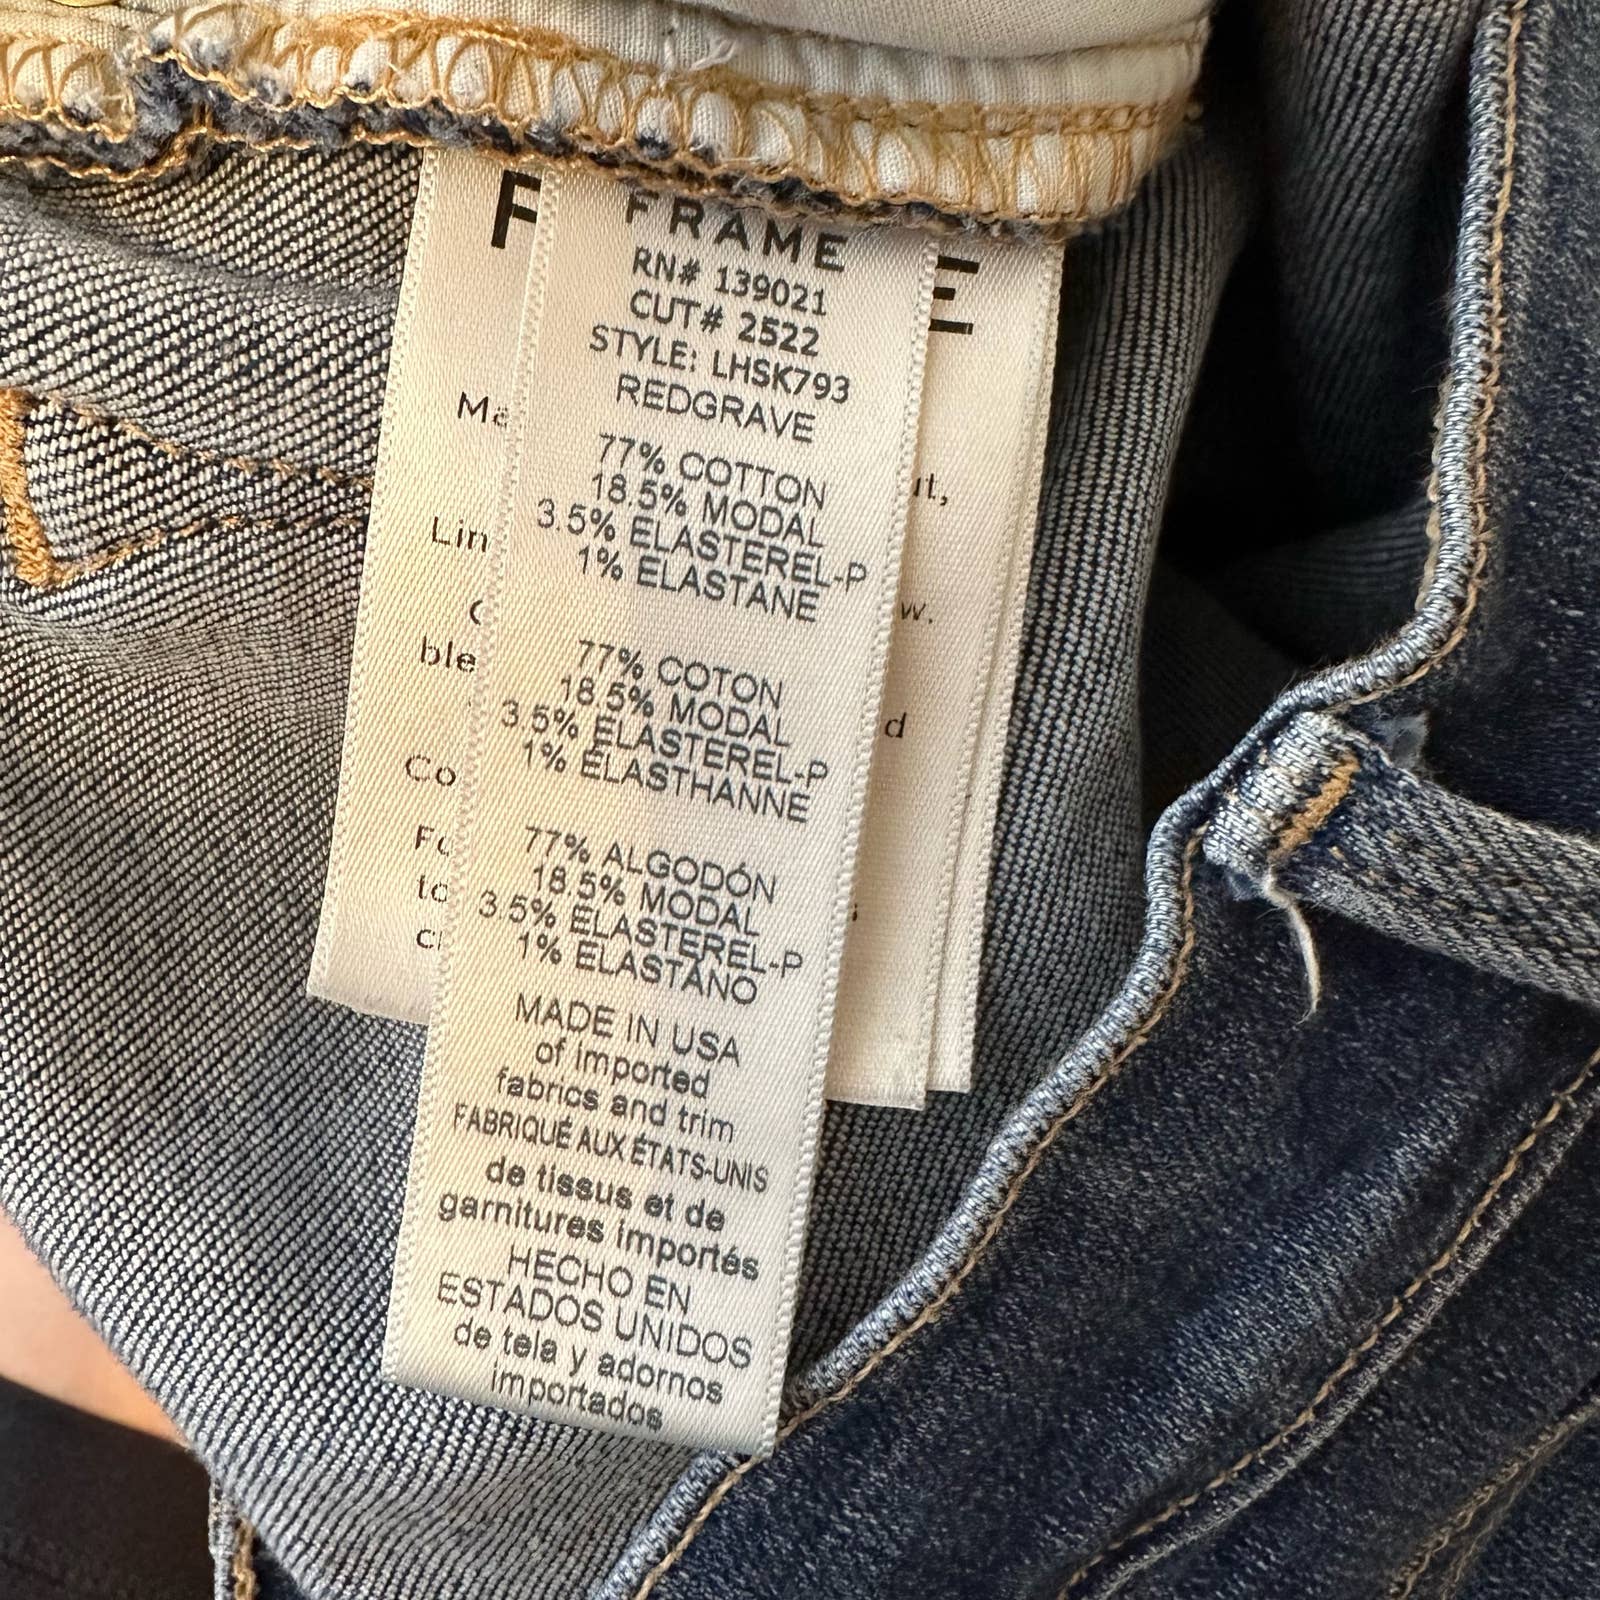 FRAME
RN# 139021
CUT# 2522
STYLE: LHSK793
REDGRAVE
77% COTTON
18.5% MODAL
3.5% ELASTEREL-P
1% ELASTANE
77% COTON
18.5% MODAL
3.5% ÉLASTEREL-P
1% ÉLASTHANNE
77% ALGODÓN
18.5% MODAL
3.5% ELASTEREL-P
1% ELASTANO
MADE IN USA
of imported
fabrics and trim
FABRIQUÉ AUX ÉTATS-UNIS
de tissus et de
garnitures importés
HECHO EN
ESTADOS UNIDOS
de tela y adornos
importados